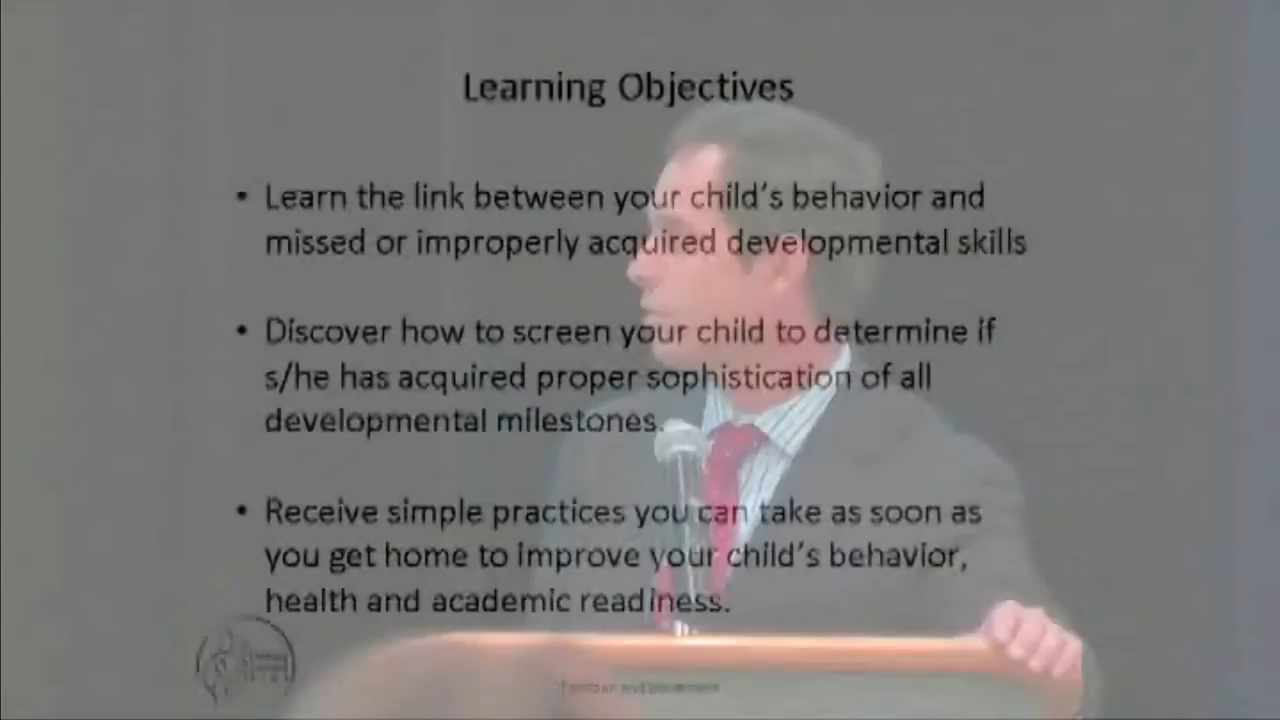 Learning Objectives
• Learn the link between your child's behavior and
missed or improperly acquired developmental skills
• Discover how to screen your child to determine if
s/he has acquired proper sophistication of all
developmental milestones.
• Receive simple practices you can take as soon as
you get home to improve your child's behavior,
health and academic readiness.